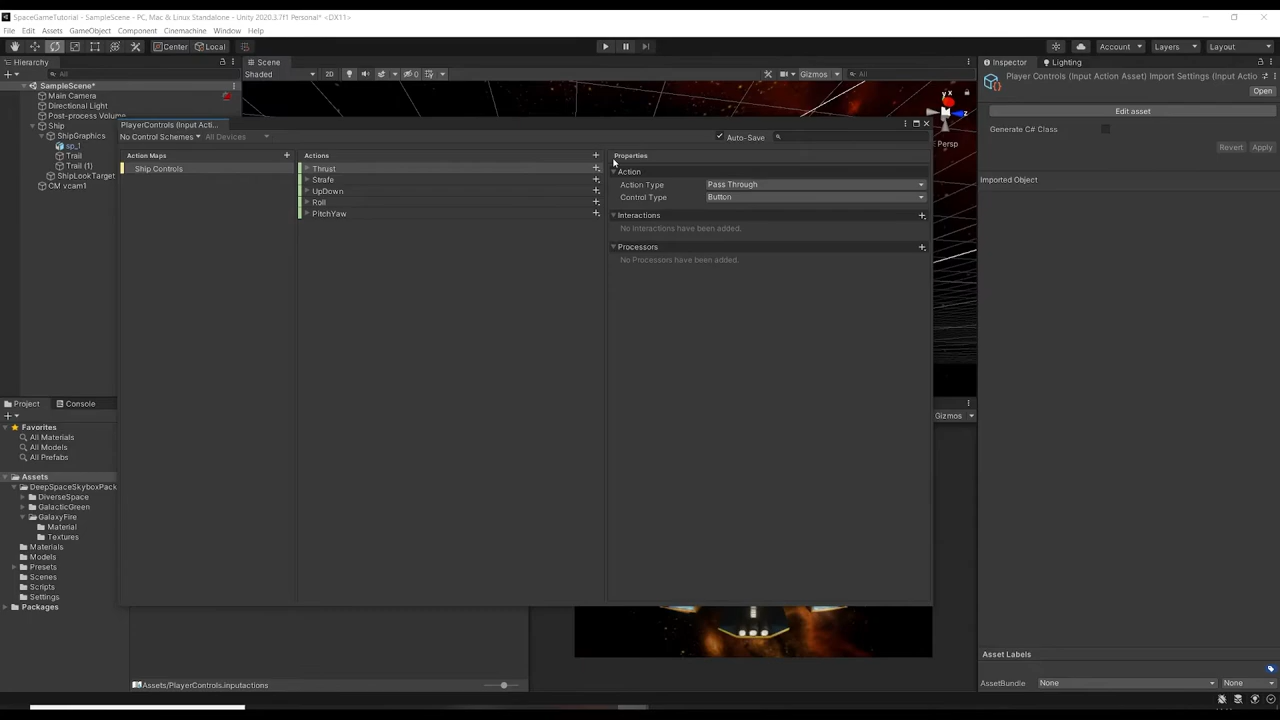 SpaceGameTutorial - SampleScene - PC, Mac & Linux Standalone - Unity 2020.3.7f1 Personal* <DX11>
File Edit Assets GameObject Component Cinemachine Window Help
Center Local Account Layers Layout
Hierarchy
All
SampleScene*
Main Camera
Directional Light
Post-process Volume
Ship
ShipGraphics
sp_1
Trail
Trail (1)
ShipLookTarget
CM vcam1
Scene
Shaded 2D 0 Gizmos All
y x
z
Persp
PlayerControls (Input Acti...
No Control Schemes All Devices Auto-Save
Action Maps Actions Properties
Ship Controls
Thrust
Strafe
UpDown
Roll
PitchYaw
Action
Action Type Pass Through
Control Type Button
Interactions
No Interactions have been added.
Processors
No Processors have been added.
Gizmos
Inspector Lighting
Player Controls (Input Action Asset) Import Settings (Input Actio
Open
Edit asset
Generate C# Class
Revert Apply
Imported Object
Project Console
Favorites
All Materials
All Models
All Prefabs
Assets
DeepSpaceSkyboxPack
DiverseSpace
GalacticGreen
GalaxyFire
Material
Textures
Materials
Models
Presets
Scenes
Scripts
Settings
Packages
Assets/PlayerControls.inputactions
Asset Labels
AssetBundle None None